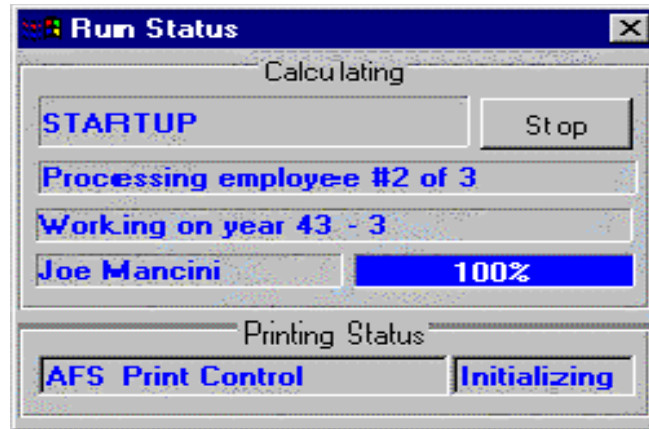 Run Status
Calculating
STARTUP
Stop
Processing employee #2 of 3
Working on year 43 - 3
Joe Mancini
100%
Printing Status
AFS Print Control
Initializing